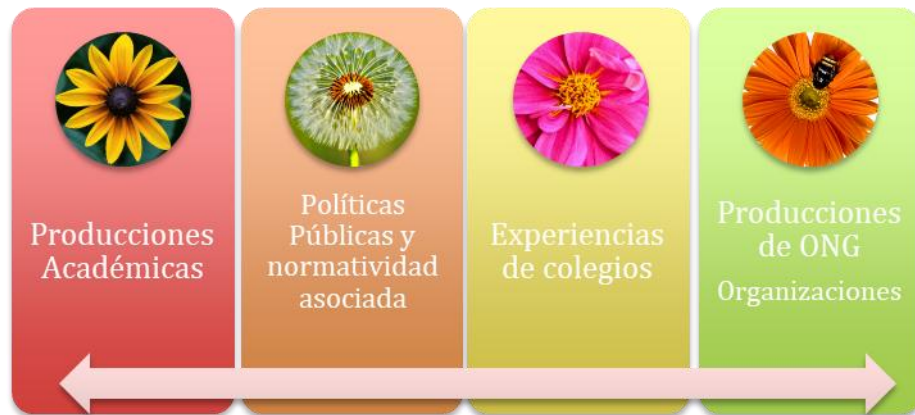 Producciones
Académicas
Políticas
Públicas y
normatividad
asociada
Experiencias
de colegios
Producciones
de ONG
Organizaciones